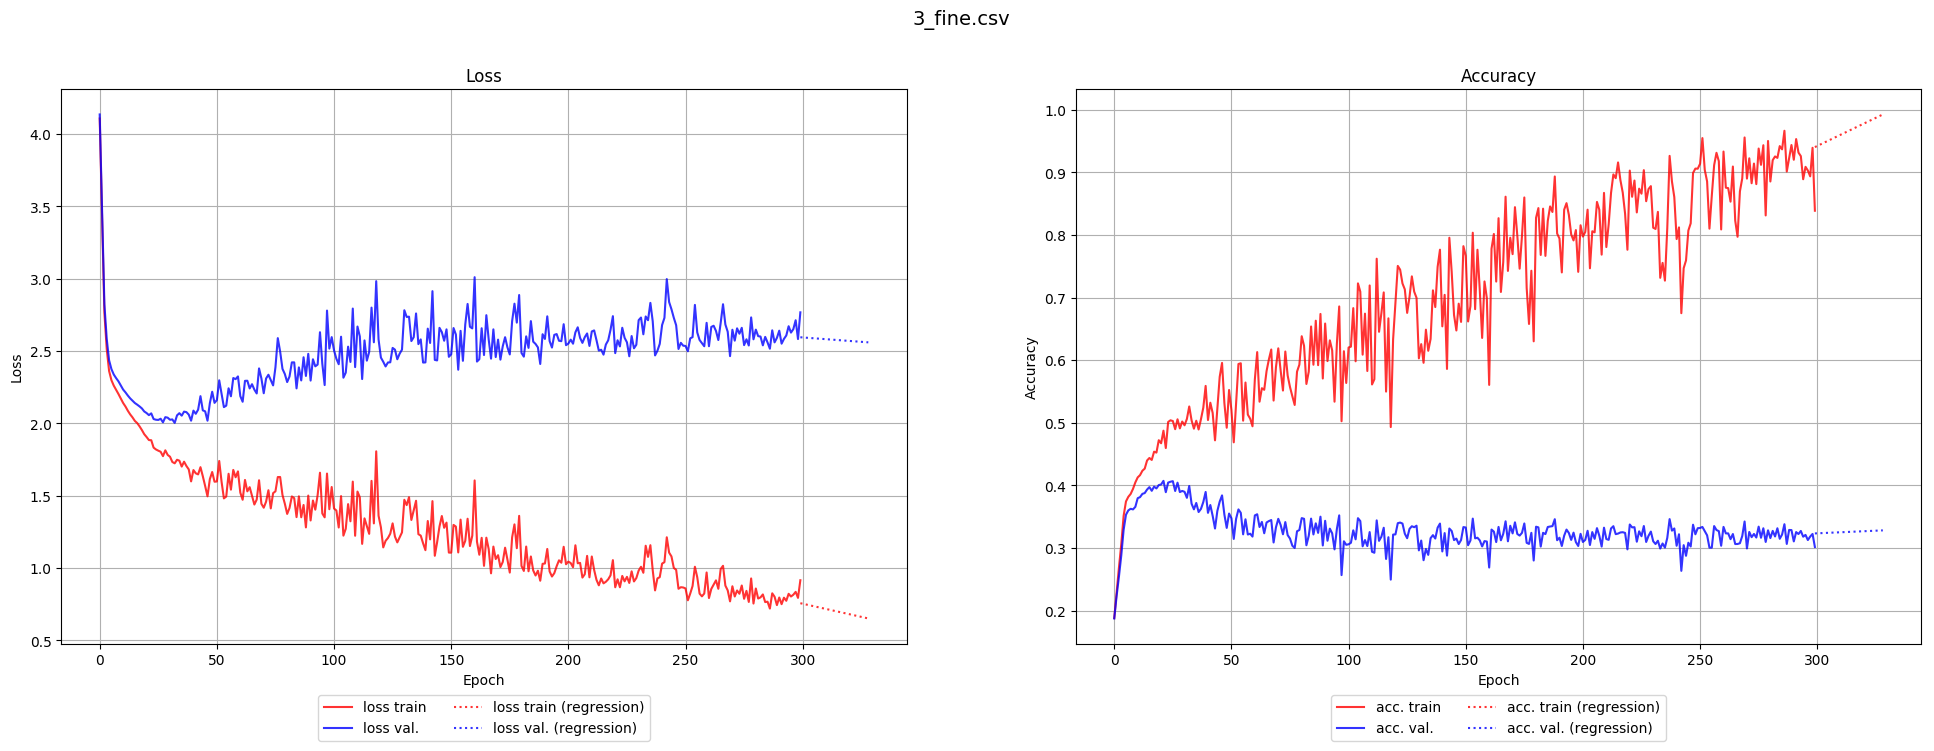 3_fine.csv
Loss
Loss
4.0
3.5
3.0
2.5
2.0
1.5
1.0
0.5
0 50 100 150 200 250 300
Epoch
loss train loss train (regression)
loss val. loss val. (regression)
Accuracy
Accuracy
1.0
0.9
0.8
0.7
0.6
0.5
0.4
0.3
0.2
0 50 100 150 200 250 300
Epoch
acc. train acc. train (regression)
acc. val. acc. val. (regression)